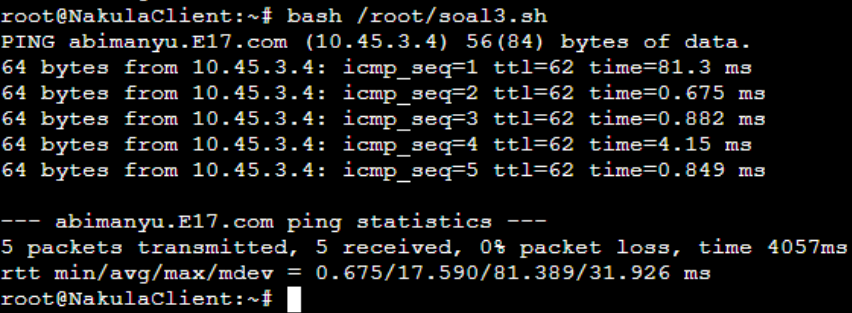 root@NakulaClient:~# bash /root/soal3.sh
PING abimanyu.E17.com (10.45.3.4) 56(84) bytes of data.
64 bytes from 10.45.3.4: icmp_seq=1 ttl=62 time=81.3 ms
64 bytes from 10.45.3.4: icmp_seq=2 ttl=62 time=0.675 ms
64 bytes from 10.45.3.4: icmp_seq=3 ttl=62 time=0.882 ms
64 bytes from 10.45.3.4: icmp_seq=4 ttl=62 time=4.15 ms
64 bytes from 10.45.3.4: icmp_seq=5 ttl=62 time=0.849 ms

--- abimanyu.E17.com ping statistics ---
5 packets transmitted, 5 received, 0% packet loss, time 4057ms
rtt min/avg/max/mdev = 0.675/17.590/81.389/31.926 ms
root@NakulaClient:~#